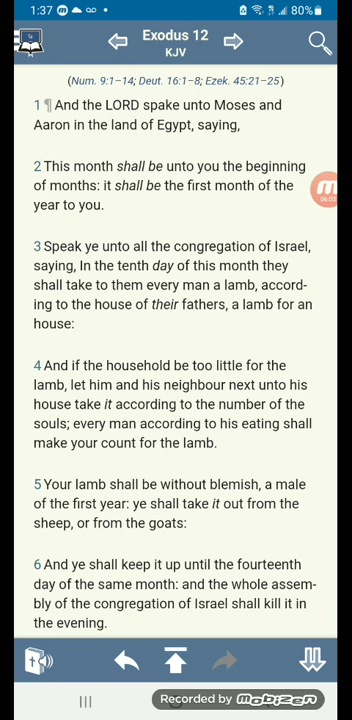 1:37
80%
Exodus 12
KJV
(Num. 9:1–14; Deut. 16:1–8; Ezek. 45:21–25)
1 ¶ And the LORD spake unto Moses and
Aaron in the land of Egypt, saying,
2 This month shall be unto you the beginning
of months: it shall be the first month of the
year to you.
06:03
3 Speak ye unto all the congregation of Israel,
saying, In the tenth day of this month they
shall take to them every man a lamb, accord-
ing to the house of their fathers, a lamb for an
house:
4 And if the household be too little for the
lamb, let him and his neighbour next unto his
house take it according to the number of the
souls; every man according to his eating shall
make your count for the lamb.
5 Your lamb shall be without blemish, a male
of the first year: ye shall take it out from the
sheep, or from the goats:
6 And ye shall keep it up until the fourteenth
day of the same month: and the whole assem-
bly of the congregation of Israel shall kill it in
the evening.
Recorded by mobizen